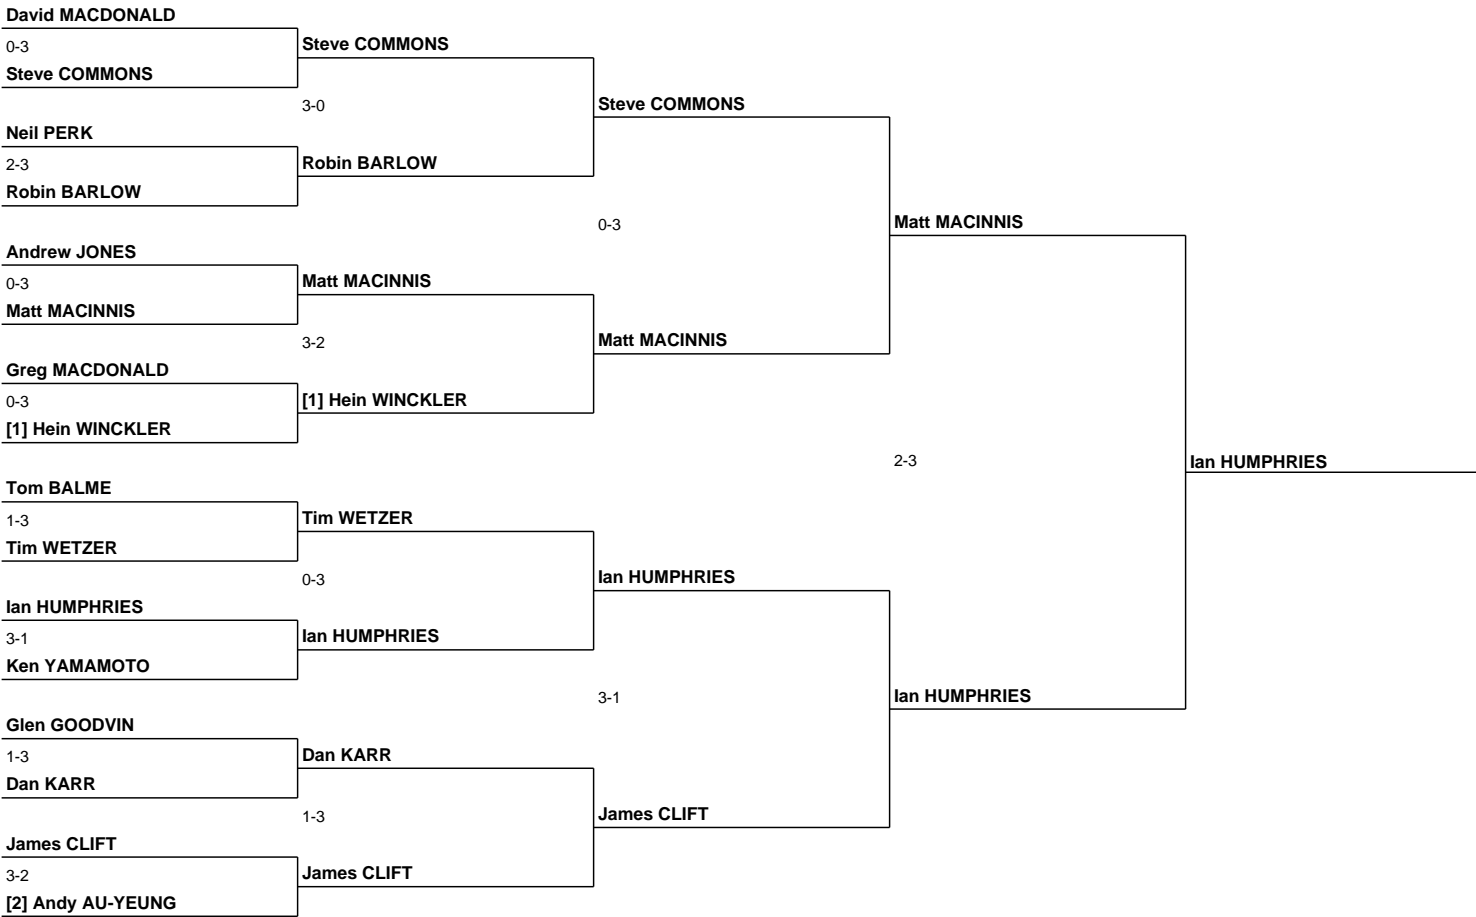 David MACDONALD
0-3
Steve COMMONS
Neil PERK
2-3
Robin BARLOW
Andrew JONES
0-3
Matt MACINNIS
Greg MACDONALD
0-3
[1] Hein WINCKLER
Tom BALME
1-3
Tim WETZER
Ian HUMPHRIES
3-1
Ken YAMAMOTO
Glen GOODVIN
1-3
Dan KARR
James CLIFT
3-2
[2] Andy AU-YEUNG
Steve COMMONS
3-0
Robin BARLOW
Matt MACINNIS
3-2
[1] Hein WINCKLER
Tim WETZER
0-3
Ian HUMPHRIES
Dan KARR
1-3
James CLIFT
Steve COMMONS
0-3
Matt MACINNIS
Ian HUMPHRIES
3-1
James CLIFT
Matt MACINNIS
2-3
Ian HUMPHRIES
Ian HUMPHRIES